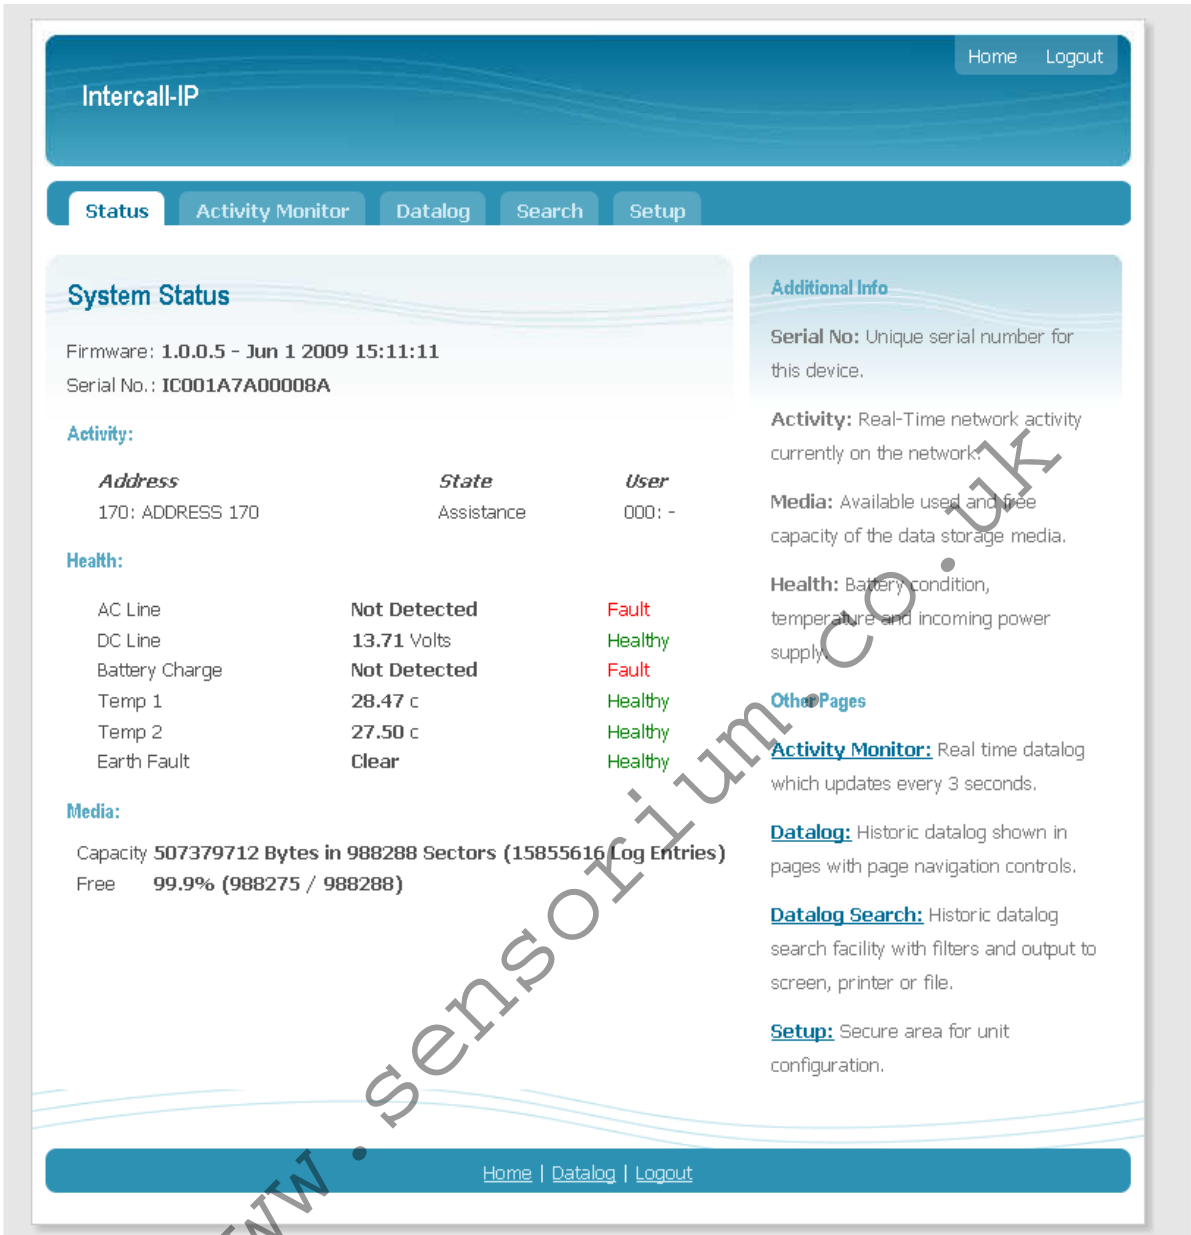 Home Logout
Intercall-IP
Status Activity Monitor Datalog Search Setup
System Status
Firmware: 1.0.0.5 - Jun 1 2009 15:11:11
Serial No.: IC001A7A00008A
Activity:
Address State User
170: ADDRESS 170 Assistance 000: -
Health:
AC Line Not Detected Fault
DC Line 13.71 Volts Healthy
Battery Charge Not Detected Fault
Temp 1 28.47 c Healthy
Temp 2 27.50 c Healthy
Earth Fault Clear Healthy
Media:
Capacity 507379712 Bytes in 988288 Sectors (15855616 Log Entries)
Free 99.9% (988275 / 988288)
Additional Info
Serial No: Unique serial number for
this device.
Activity: Real-Time network activity
currently on the network.
Media: Available used and free
capacity of the data storage media.
Health: Battery condition,
temperature and incoming power
supply.
Other Pages
Activity Monitor: Real time datalog
which updates every 3 seconds.
Datalog: Historic datalog shown in
pages with page navigation controls.
Datalog Search: Historic datalog
search facility with filters and output to
screen, printer or file.
Setup: Secure area for unit
configuration.
Home | Datalog | Logout
www.sensorium.co.uk